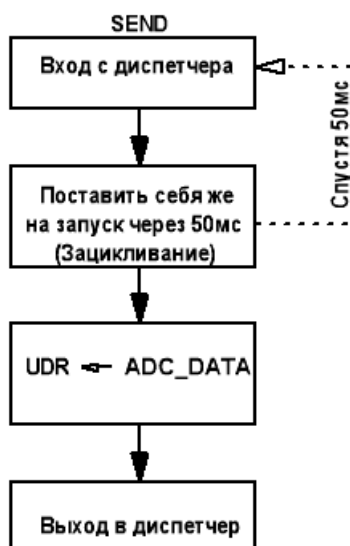 SEND
Вход с диспетчера
Спустя 50мс
Поставить себя же
на запуск через 50мс
(Зацикливание)
UDR ADC_DATA
Выход в диспетчер